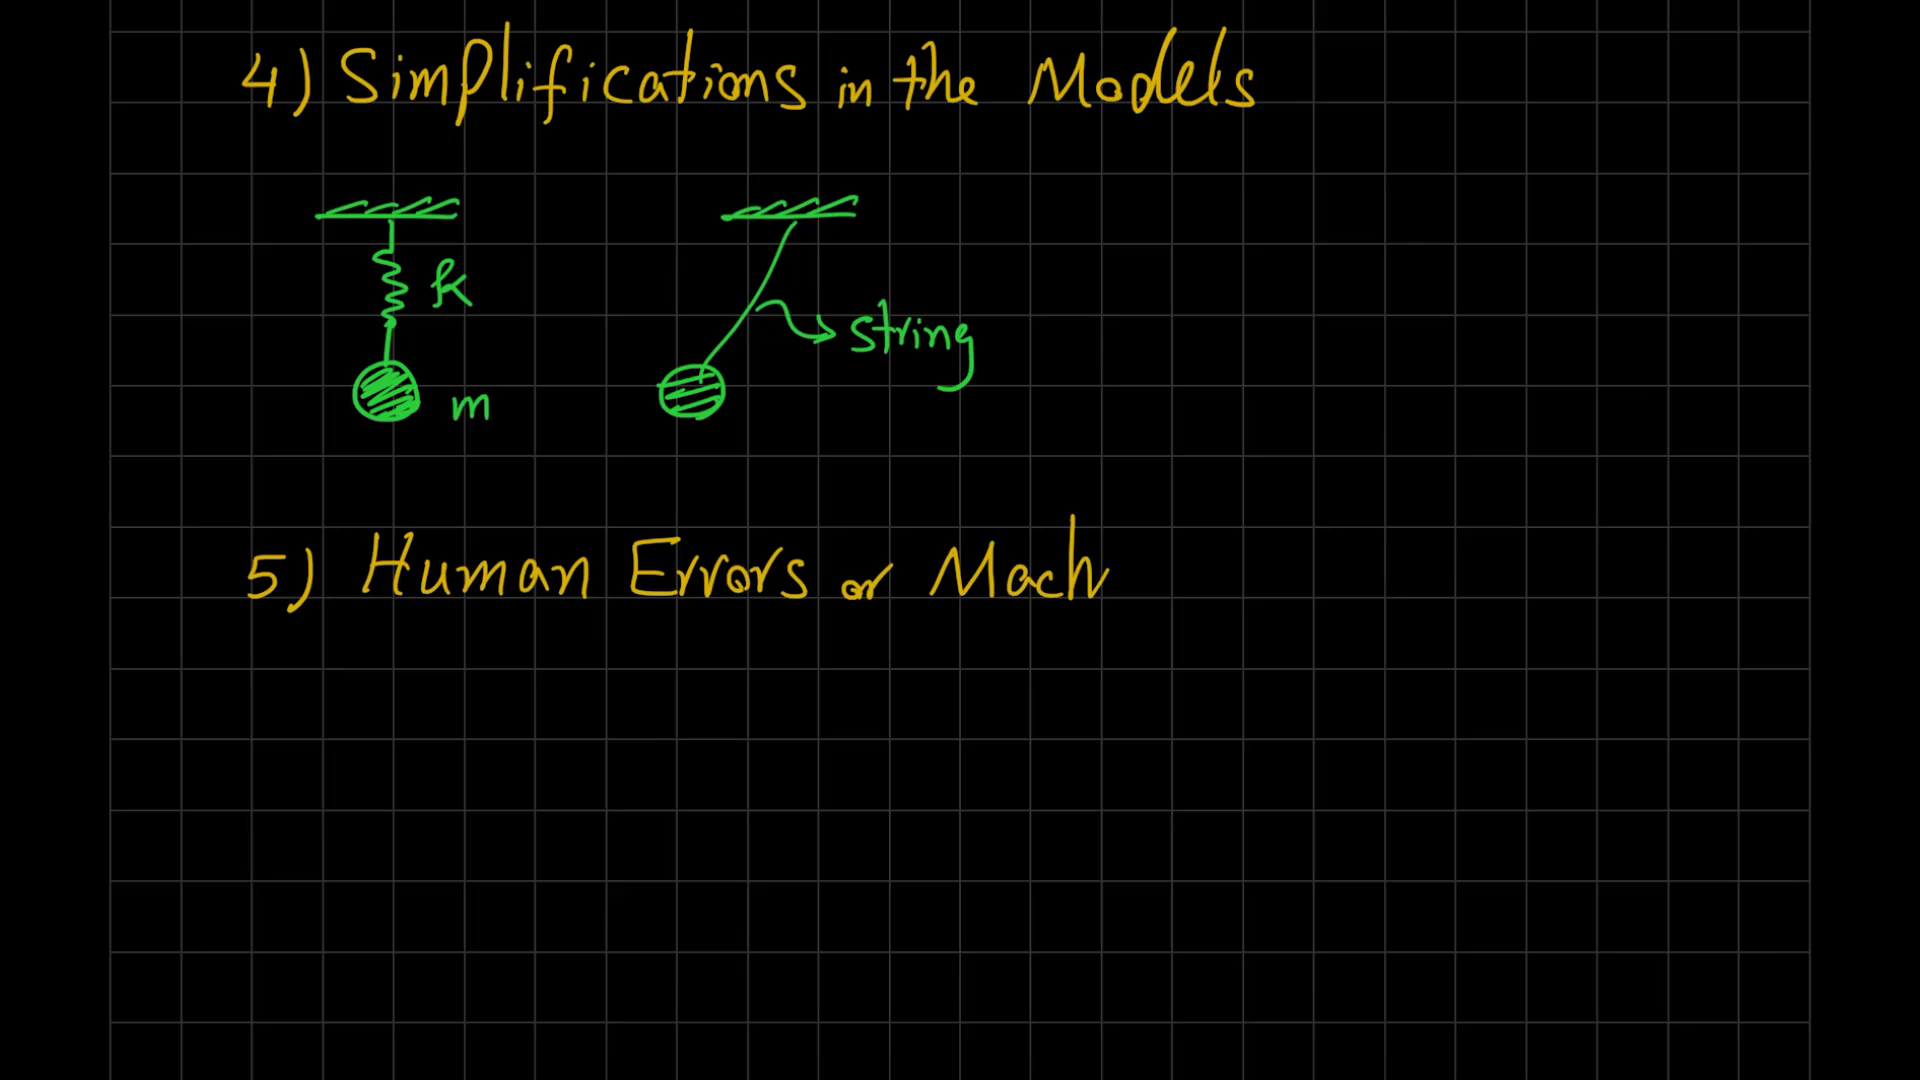 4) Simplifications in the Models
k
string
m
5) Human Errors or Mach